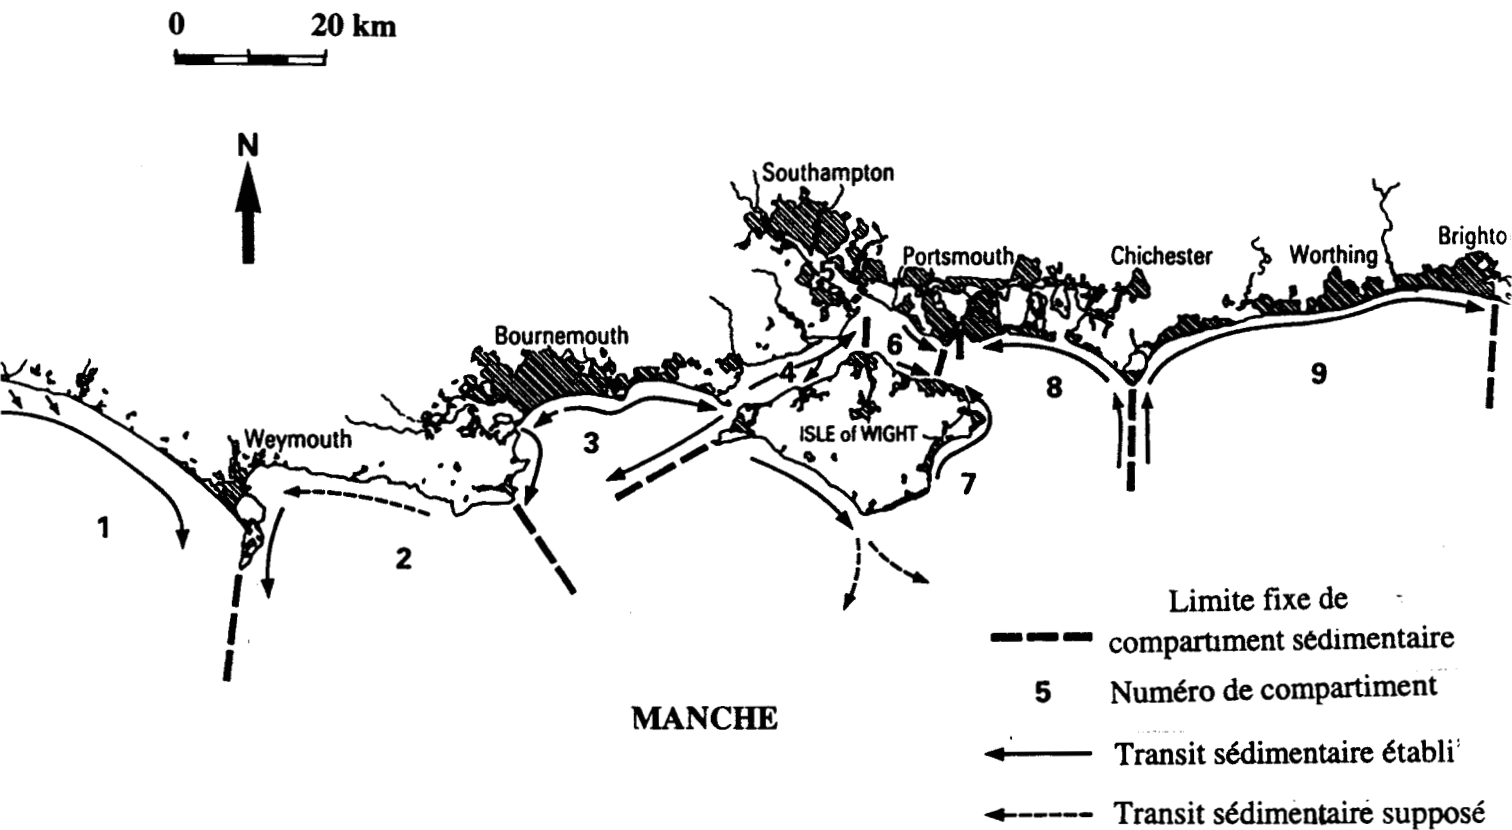 0 20 km
N
Southampton
Portsmouth
Chichester
Worthing
Brighto
Bournemouth
Weymouth
ISLE of WIGHT
1
2
3
4
5
6
7
8
9
MANCHE
Limite fixe de
compartiment sédimentaire
5 Numéro de compartiment
Transit sédimentaire établi
Transit sédimentaire supposé